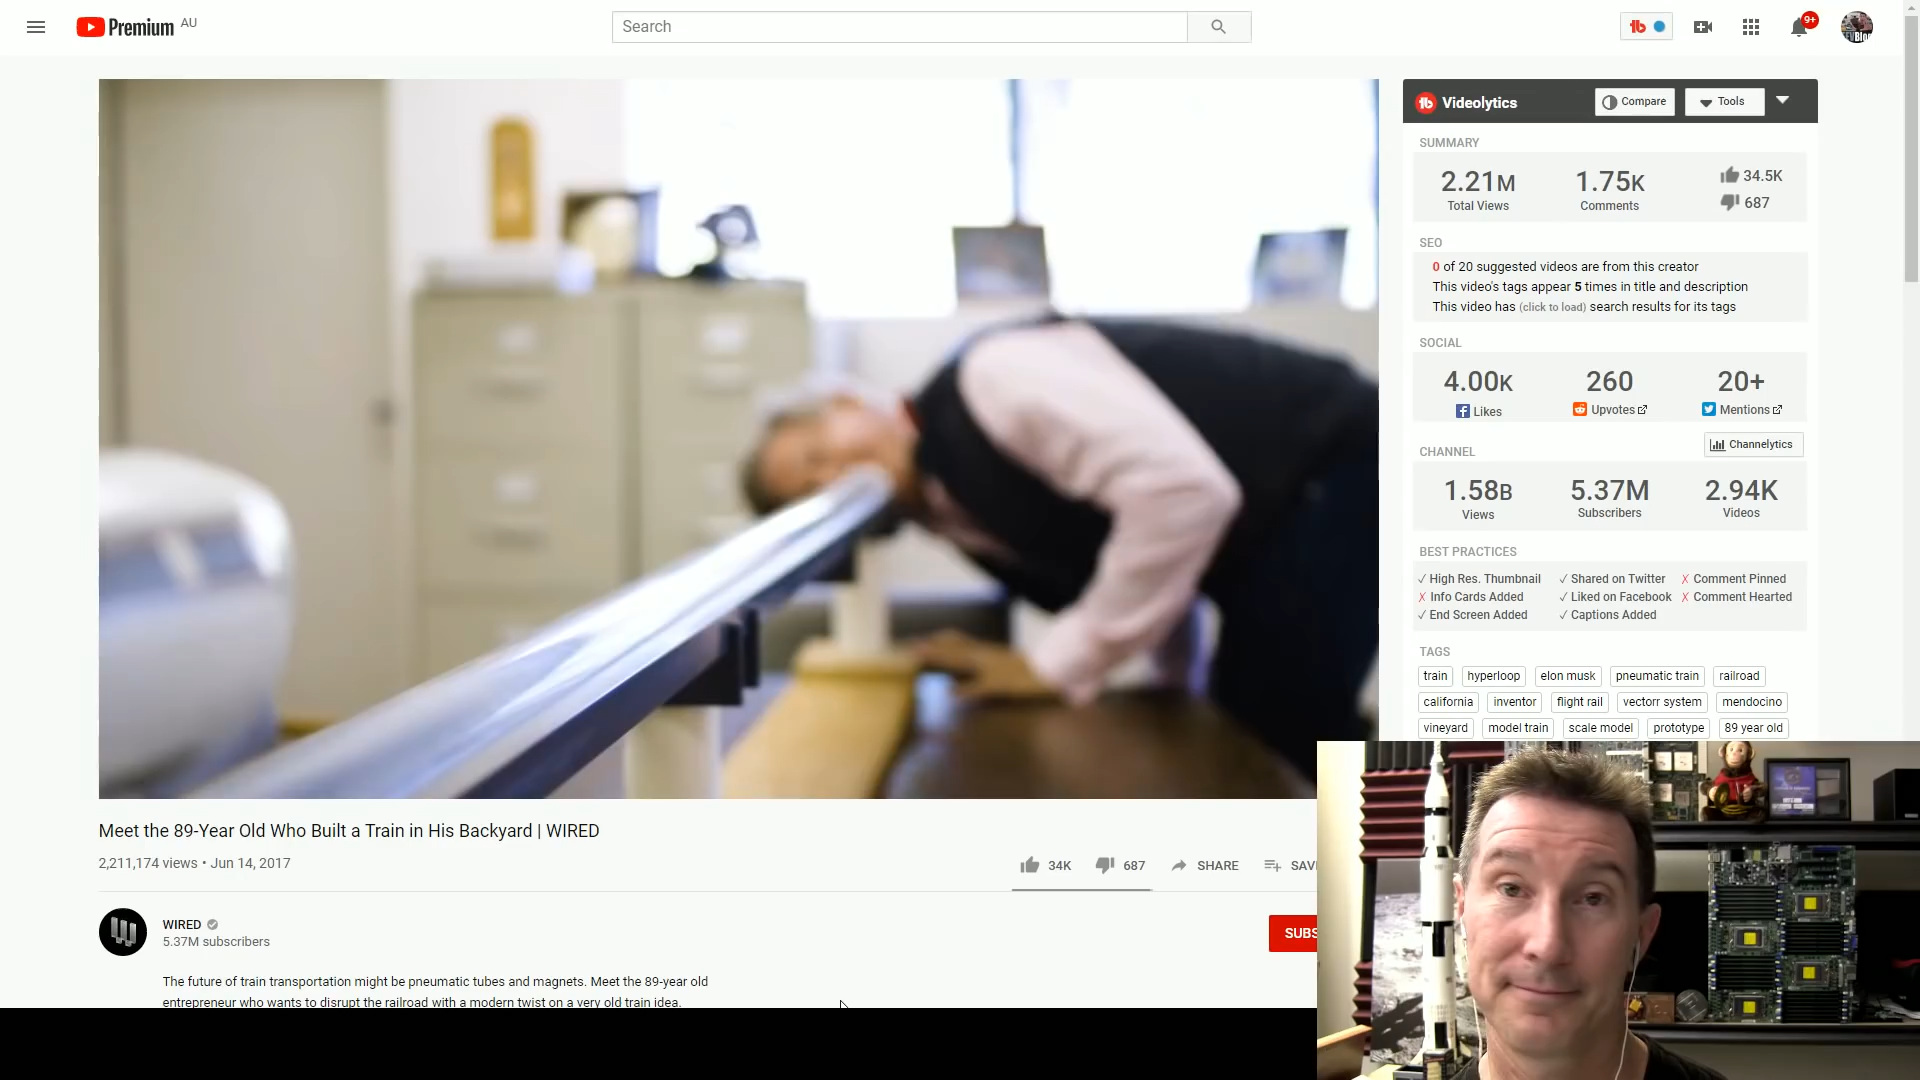 Premium AU
Search
9+
Videolytics
Compare
Tools
SUMMARY
2.21M
Total Views
1.75K
Comments
34.5K
687
SEO
0 of 20 suggested videos are from this creator
This video's tags appear 5 times in title and description
This video has (click to load) search results for its tags
SOCIAL
4.00K
Likes
260
Upvotes
20+
Mentions
CHANNEL
Channelytics
1.58B
Views
5.37M
Subscribers
2.94K
Videos
BEST PRACTICES
✓ High Res. Thumbnail ✓ Shared on Twitter ✗ Comment Pinned
✗ Info Cards Added ✓ Liked on Facebook ✗ Comment Hearted
✓ End Screen Added ✓ Captions Added
TAGS
train hyperloop elon musk pneumatic train railroad
california inventor flight rail vectorr system mendocino
vineyard model train scale model prototype 89 year old
Meet the 89-Year Old Who Built a Train in His Backyard | WIRED
2,211,174 views • Jun 14, 2017
34K 687 SHARE SAV
WIRED
5.37M subscribers
SUBS
The future of train transportation might be pneumatic tubes and magnets. Meet the 89-year old
entrepreneur who wants to disrupt the railroad with a modern twist on a very old train idea.